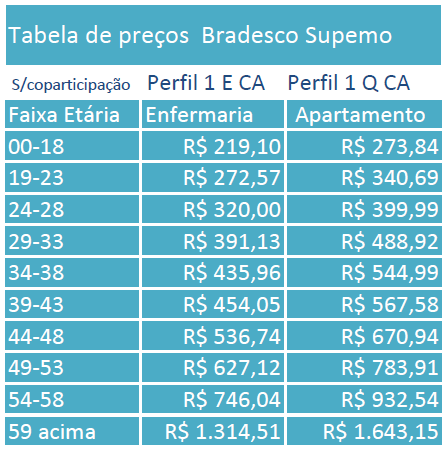 Tabela de preços Bradesco Supemo
S/coparticipação Perfil 1 E CA Perfil 1 Q CA
Faixa Etária Enfermaria Apartamento
00-18 R$ 219,10 R$ 273,84
19-23 R$ 272,57 R$ 340,69
24-28 R$ 320,00 R$ 399,99
29-33 R$ 391,13 R$ 488,92
34-38 R$ 435,96 R$ 544,99
39-43 R$ 454,05 R$ 567,58
44-48 R$ 536,74 R$ 670,94
49-53 R$ 627,12 R$ 783,91
54-58 R$ 746,04 R$ 932,54
59 acima R$ 1.314,51 R$ 1.643,15